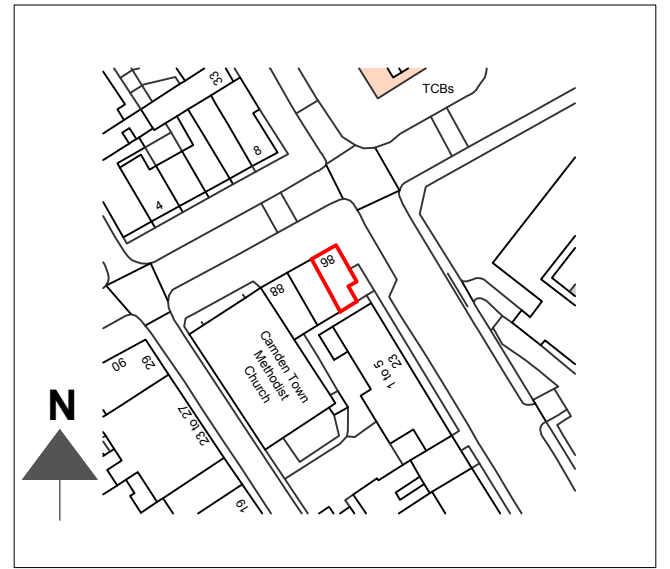 33
TCBs
8
4
86
88
Camden Town
Methodist
Church
1 to 5
23
90
29
23 to 27
19
N